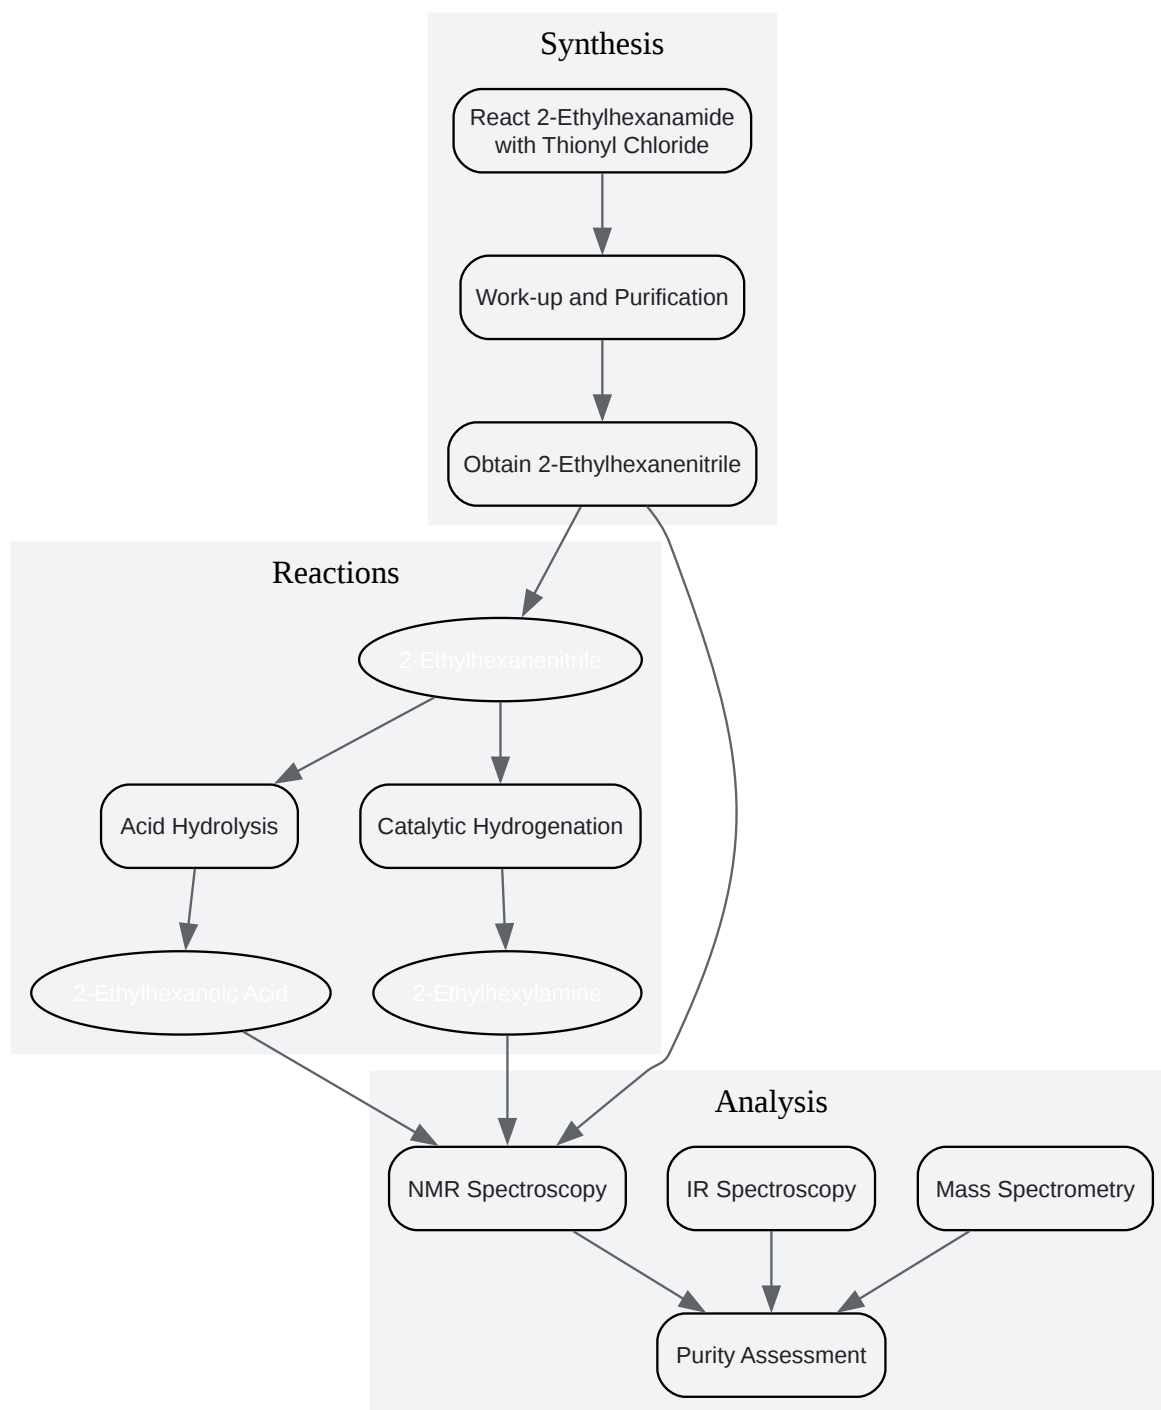 Synthesis
React 2-Ethylhexanamide
with Thionyl Chloride
Work-up and Purification
Obtain 2-Ethylhexanenitrile
Reactions
2-Ethylhexanenitrile
Acid Hydrolysis
Catalytic Hydrogenation
2-Ethylhexanoic Acid
2-Ethylhexylamine
Analysis
NMR Spectroscopy
IR Spectroscopy
Mass Spectrometry
Purity Assessment